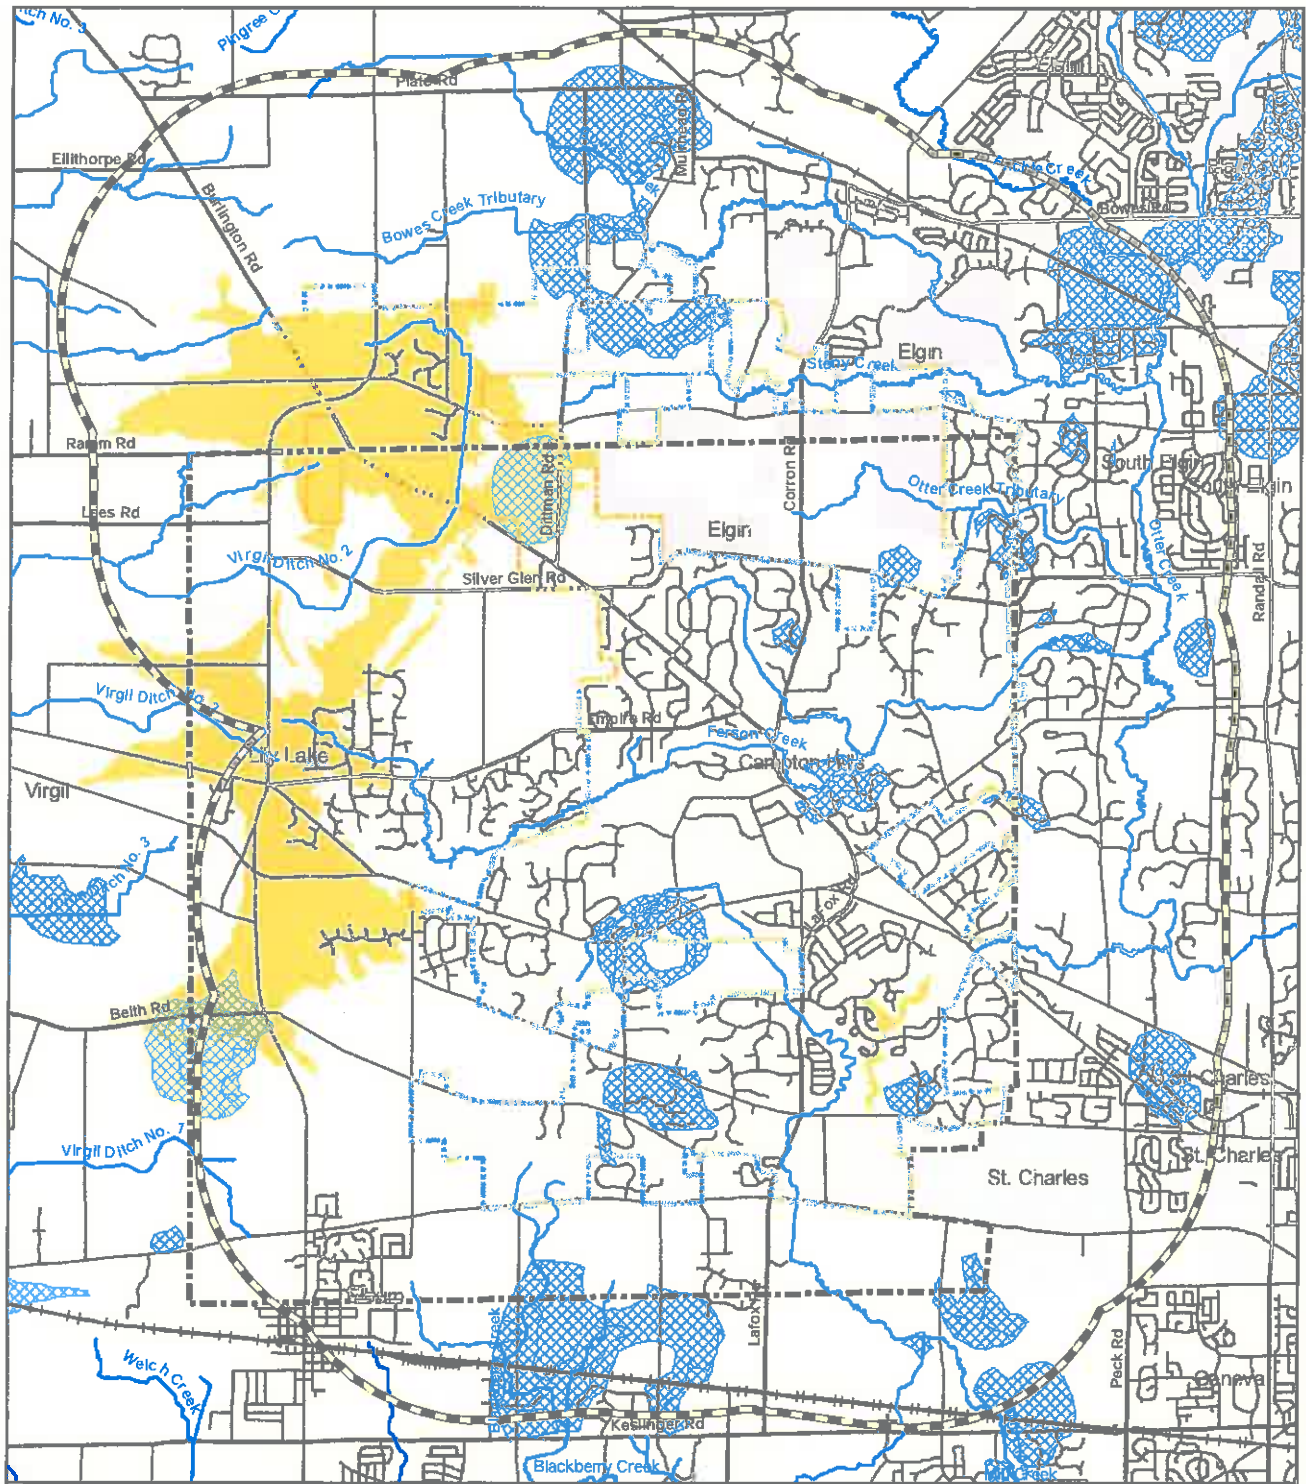 Plato Rd
Ellithorpe Rd
Burlington Rd
Bowes Creek Tributary
Muirhead Rd
Bowes Rd
Elgin
Stony Creek
Ramm Rd
Corron Rd
Dittman Rd
South Elgin
South Elgin
Otter Creek Tributary
Lees Rd
Elgin
Virgil Ditch No. 2
Silver Glen Rd
Otter Creek
Randall Rd
Virgil Ditch No. 2
Empire Rd
Ferson Creek
Lily Lake
Campton Hills
Virgil
Ditch No. 3
Lafox Rd
Beith Rd
Charles
Virgil Ditch No. 1
St. Charles
St. Charles
Elburn
Lafox Rd
Peck Rd
Welch Creek
Geneva
Keslinger Rd
Blackberry Creek